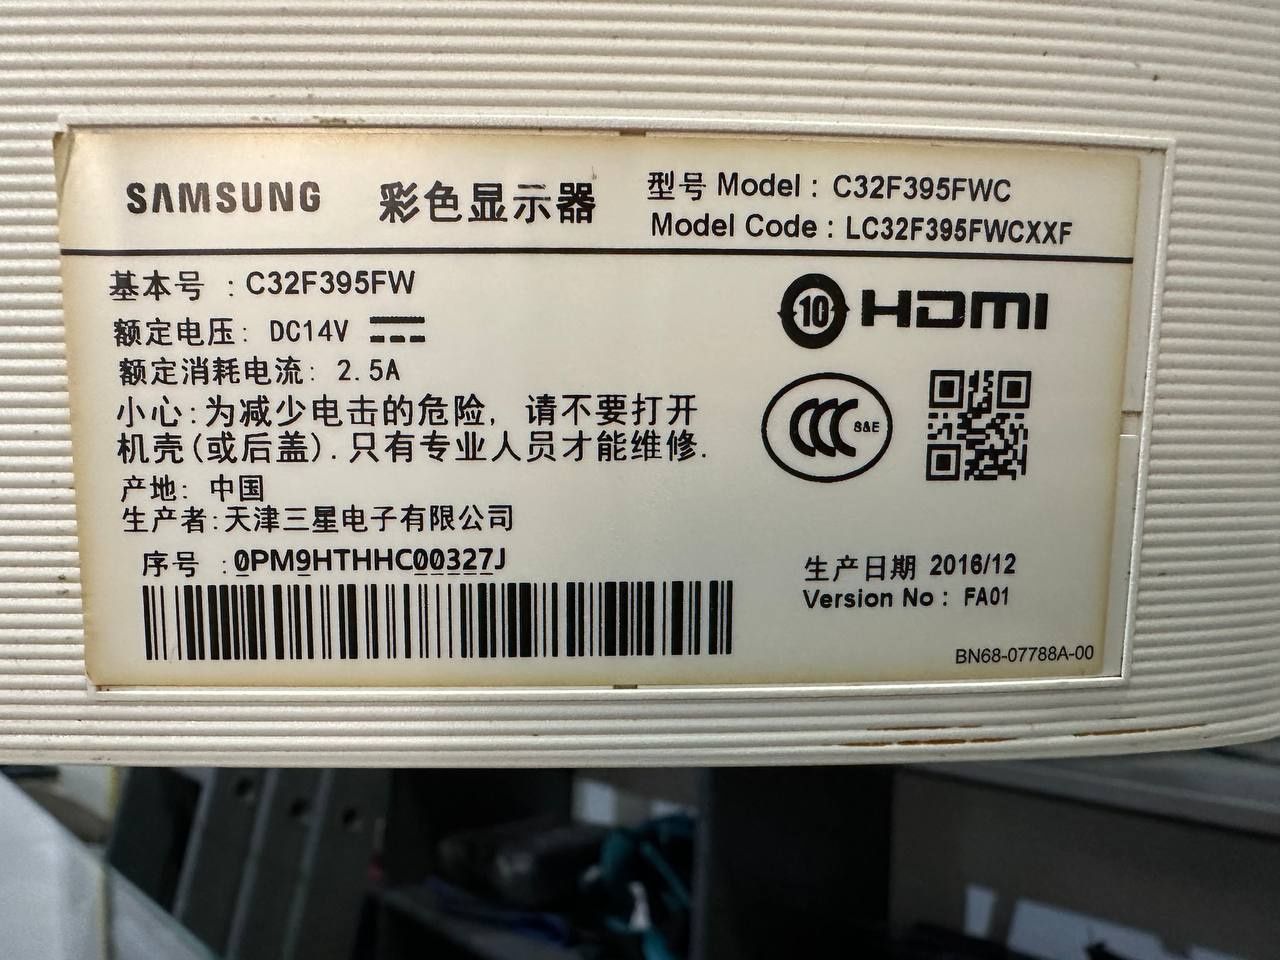 SAMSUNG 彩色显示器
型号 Model : C32F395FWC
Model Code : LC32F395FWCXXF
基本号 : C32F395FW
额定电压: DC14V
额定消耗电流: 2.5A
小心:为减少电击的危险, 请不要打开
机壳(或后盖).只有专业人员才能维修.
产地: 中国
生产者:天津三星电子有限公司
序号 :0PM9HTHHC00327J
10 HDMI
CCC S&E
生产日期 2016/12
Version No : FA01
BN68-07788A-00